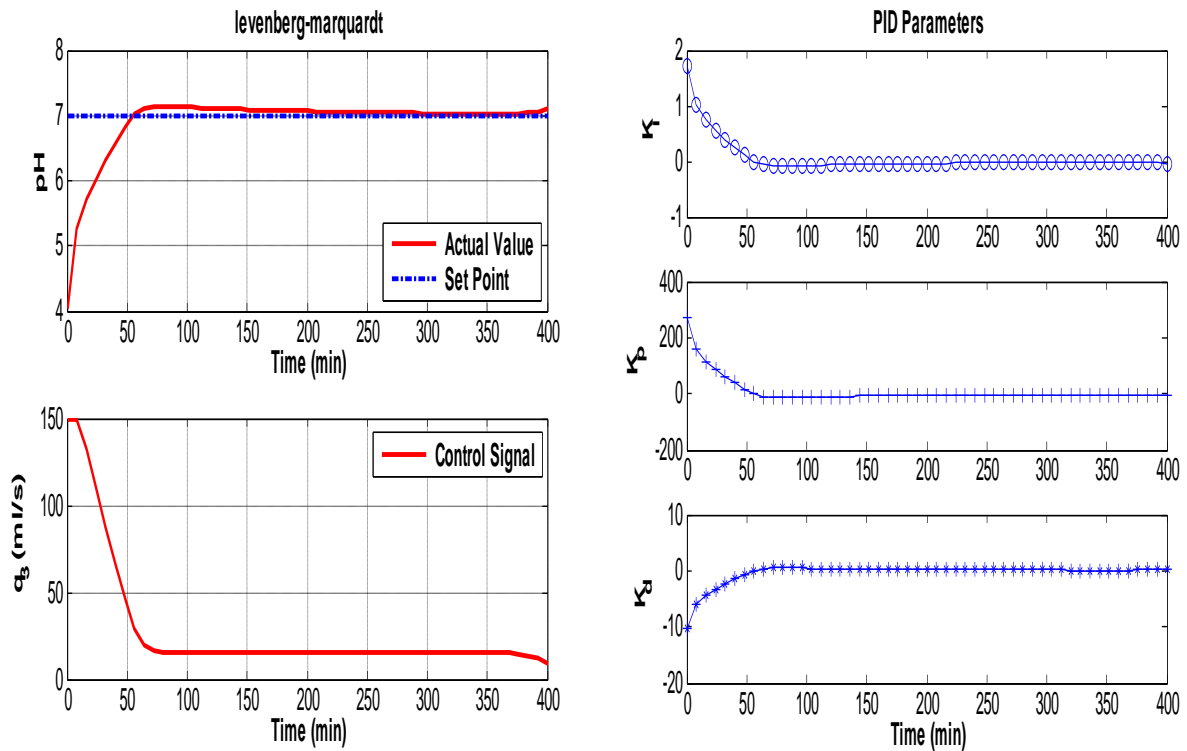 levenberg-marquardt
8
7
6
5
4
pH
Actual Value
Set Point
0 50 100 150 200 250 300 350 400
Time (min)
150
100
50
0
q3 (ml/s)
Control Signal
0 50 100 150 200 250 300 350 400
Time (min)
PID Parameters
2
1
0
-1
KI
0 50 100 150 200 250 300 350 400
400
200
0
-200
Kp
0 50 100 150 200 250 300 350 400
10
0
-10
-20
Kd
0 50 100 150 200 250 300 350 400
Time (min)